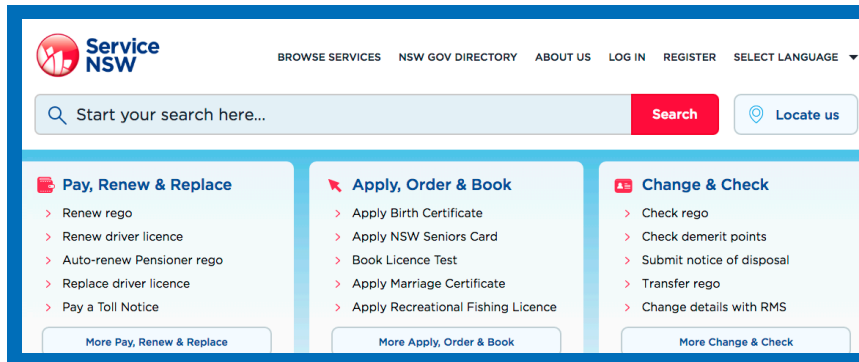 Service
NSW
BROWSE SERVICES NSW GOV DIRECTORY ABOUT US LOG IN REGISTER SELECT LANGUAGE
Start your search here...
Search
Locate us
Pay, Renew & Replace
Renew rego
Renew driver licence
Auto-renew Pensioner rego
Replace driver licence
Pay a Toll Notice
More Pay, Renew & Replace
Apply, Order & Book
Apply Birth Certificate
Apply NSW Seniors Card
Book Licence Test
Apply Marriage Certificate
Apply Recreational Fishing Licence
More Apply, Order & Book
Change & Check
Check rego
Check demerit points
Submit notice of disposal
Transfer rego
Change details with RMS
More Change & Check